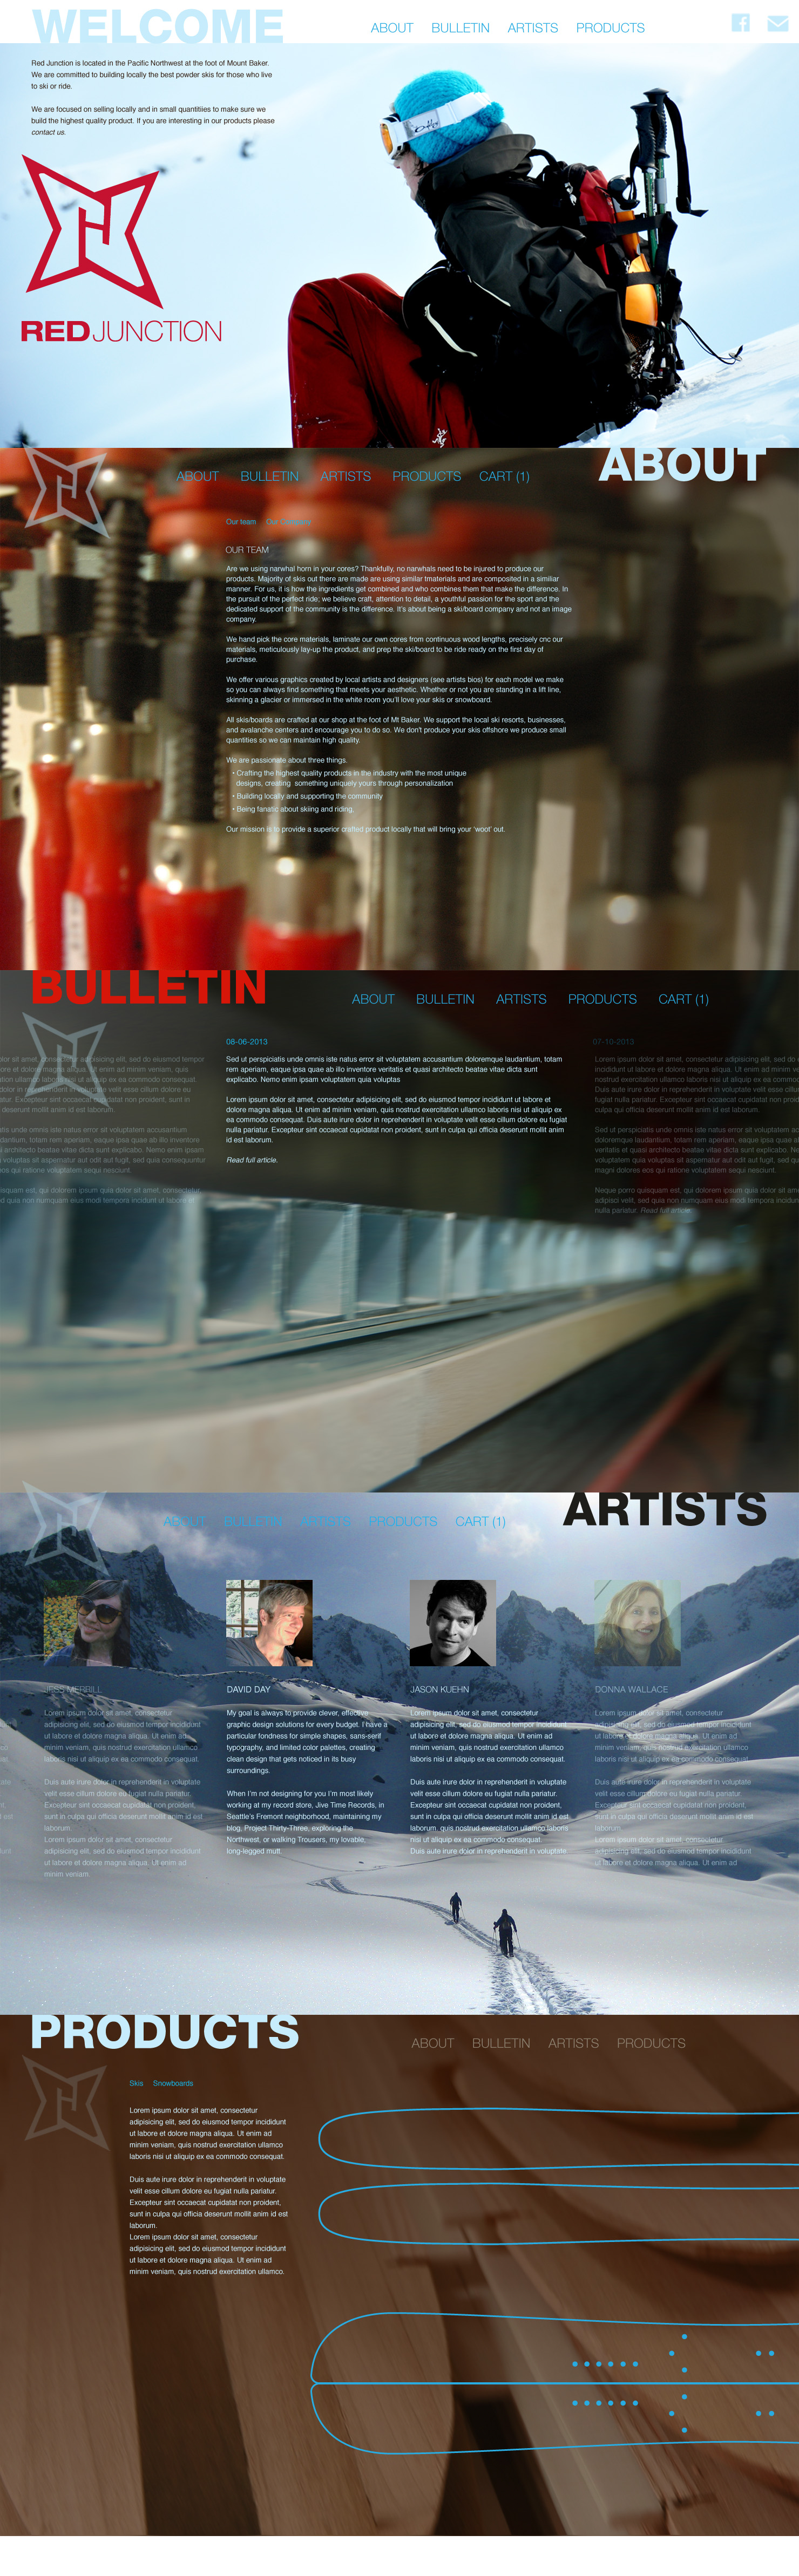 WELCOME
ABOUT BULLETIN ARTISTS PRODUCTS
Red Junction is located in the Pacific Northwest at the foot of Mount Baker.
We are committed to building locally the best powder skis for those who live
to ski or ride.
We are focused on selling locally and in small quantitiies to make sure we
build the highest quality product. If you are interesting in our products please
contact us.
REDJUNCTION
ABOUT
ABOUT BULLETIN ARTISTS PRODUCTS CART (1)
Our team Our
OUR TEAM
Are we using narwhal horn in your cores? Thankfully, no narwhals need to be injured to produce our
products. Majority of skis out there are made are using similar tmaterials and are composited in a similiar
manner. For us, it is how the ingredients get combined and who combines them that make the difference. In
the pursuit of the perfect ride; we believe craft, attention to detail, a youthful passion for the sport and the
dedicated support of the community is the difference. It's about being a ski/board company and not an image
company.
We hand pick the core materials, laminate our own cores from continuous wood lengths, precisely cnc our
materials, meticulously lay-up the product, and prep the ski/board to be ride ready on the first day of
purchase.
We offer various graphics created by local artists and designers (see artists bios) for each model we make
so you can always find something that meets your aesthetic. Whether or not you are standing in a lift line,
skinning a glacier or immersed in the white room you'll love your skis or snowboard.
All skis/boards are crafted at our shop at the foot of Mt Baker. We support the local ski resorts, businesses,
and avalanche centers and encourage you to do so. We don't produce your skis offshore we produce small
quantities so we can maintain high quality.
We are passionate about three things.
• Crafting the highest quality products in the industry with the most unique
designs, creating something uniquely yours through personalization
• Building locally and supporting the community
• Being fanatic about skiing and riding.
Our mission is to provide a superior crafted product locally that will bring your 'woot' out.
BULLETIN
ABOUT BULLETIN ARTISTS PRODUCTS CART (1)
08-06-2013
Sed ut perspiciatis unde omnis iste natus error sit voluptatem accusantium doloremque laudantium, totam
rem aperiam, eaque ipsa quae ab illo inventore veritatis et quasi architecto beatae vitae dicta sunt
explicabo. Nemo enim ipsam voluptatem quia voluptas
Lorem ipsum dolor sit amet, consectetur adipisicing elit, sed do eiusmod tempor incididunt ut labore et
dolore magna aliqua. Ut enim ad minim veniam, quis nostrud exercitation ullamco laboris nisi ut aliquip ex
ea commodo consequat. Duis aute irure dolor in reprehenderit in voluptate velit esse cillum dolore eu fugiat
nulla pariatur. Excepteur sint occaecat cupidatat non proident, sunt in culpa qui officia deserunt mollit anim
id est laborum.
Read full article.
07-10-2013
Lorem ipsum dolor sit amet, consectetur adipisicing elit, sed do
incididunt ut labore et dolore magna aliqua. Ut enim ad minim
nostrud exercitation ullamco laboris nisi ut aliquip ex ea commodo
Duis aute irure dolor in reprehenderit in voluptate velit esse
fugiat nulla pariatur. Excepteur sint occaecat cupidatat non
culpa qui officia deserunt mollit anim id est laborum.
Sed ut perspiciatis unde omnis iste natus error sit voluptatem
doloremque laudantium, totam rem aperiam, eaque ipsa quae
veritatis et quasi architecto beatae vitae dicta sunt explicabo.
voluptatem quia voluptas sit aspernatur aut odit aut fugit, sed
magni dolores eos qui ratione voluptatem sequi nesciunt.
Neque porro quisquam est, qui dolorem ipsum quia dolor sit
adipisci velit, sed quia non numquam eius modi tempora
nulla pariatur. Read full article.
ARTISTS
ABOUT BULLETIN ARTISTS PRODUCTS CART (1)
JESS MERRILL
Lorem ipsum dolor sit amet, consectetur
adipisicing elit, sed do eiusmod tempor incididunt
ut labore et dolore magna aliqua. Ut enim ad
minim veniam, quis nostrud exercitation ullamco
laboris nisi ut aliquip ex ea commodo consequat.
Duis aute irure dolor in reprehenderit in voluptate
velit esse cillum dolore eu fugiat nulla pariatur.
Excepteur sint occaecat cupidatat non proident,
sunt in culpa qui officia deserunt mollit anim id est
laborum.
Lorem ipsum dolor sit amet, consectetur
adipisicing elit, sed do eiusmod tempor incididunt
ut labore et dolore magna aliqua. Ut enim ad
minim veniam
DAVID DAY
My goal is always to provide clever, effective
graphic design solutions for every budget. I have a
particular fondness for simple shapes, sans-serif
typography, and limited color palettes, creating
clean design that gets noticed in its busy
surroundings.
When I'm not designing for you I'm most likely
working at my record store, Jive Time Records, in
Seattle's Fremont neighborhood, maintaining my
blog, Project Thirty-Three, exploring the
Northwest, or walking Trousers, my lovable,
long-legged mutt.
JASON KUEHN
Lorem ipsum dolor sit amet, consectetur
adipisicing elit, sed do eiusmod tempor incididunt
ut labore et dolore magna aliqua. Ut enim ad
minim veniam, quis nostrud exercitation ullamco
laboris nisi ut aliquip ex ea commodo consequat.
Duis aute irure dolor in reprehenderit in voluptate
velit esse cillum dolore eu fugiat nulla pariatur.
Excepteur sint occaecat cupidatat non proident,
sunt in culpa qui officia deserunt mollit anim id est
laborum. quis nostrud exercitation ullamco laboris
nisi ut aliquip ex ea commodo consequat.
Duis aute irure dolor in reprehenderit in voluptate
DONNA WALLACE
Lorem ipsum dolor sit amet, consectetur
adipisicing elit, sed do eiusmod tempor incididunt
ut labore et dolore magna aliqua. Ut enim ad
minim veniam, quis nostrud exercitation ullamco
laboris nisi ut aliquip ex ea commodo consequat.
Duis aute irure dolor in reprehenderit in voluptate
velit esse cillum dolore eu fugiat nulla pariatur.
Excepteur sint occaecat cupidatat non proident,
sunt in culpa qui officia deserunt mollit anim id est
laborum.
Lorem ipsum dolor sit amet, consectetur
adipisicing elit, sed do eiusmod tempor incididunt
ut labore et dolore magna aliqua. Ut enim ad
PRODUCTS
ABOUT BULLETIN ARTISTS PRODUCTS
Skis Snowboards
Lorem ipsum dolor sit amet, consectetur
adipisicing elit, sed do eiusmod tempor incididunt
ut labore et dolore magna aliqua. Ut enim ad
minim veniam, quis nostrud exercitation ullamco
laboris nisi ut aliquip ex ea commodo consequat.
Duis aute irure dolor in reprehenderit in voluptate
velit esse cillum dolore eu fugiat nulla pariatur.
Excepteur sint occaecat cupidatat non proident,
sunt in culpa qui officia deserunt mollit anim id est
laborum.
Lorem ipsum dolor sit amet, consectetur
adipisicing elit, sed do eiusmod tempor incididunt
ut labore et dolore magna aliqua. Ut enim ad
minim veniam, quis nostrud exercitation ullamco.